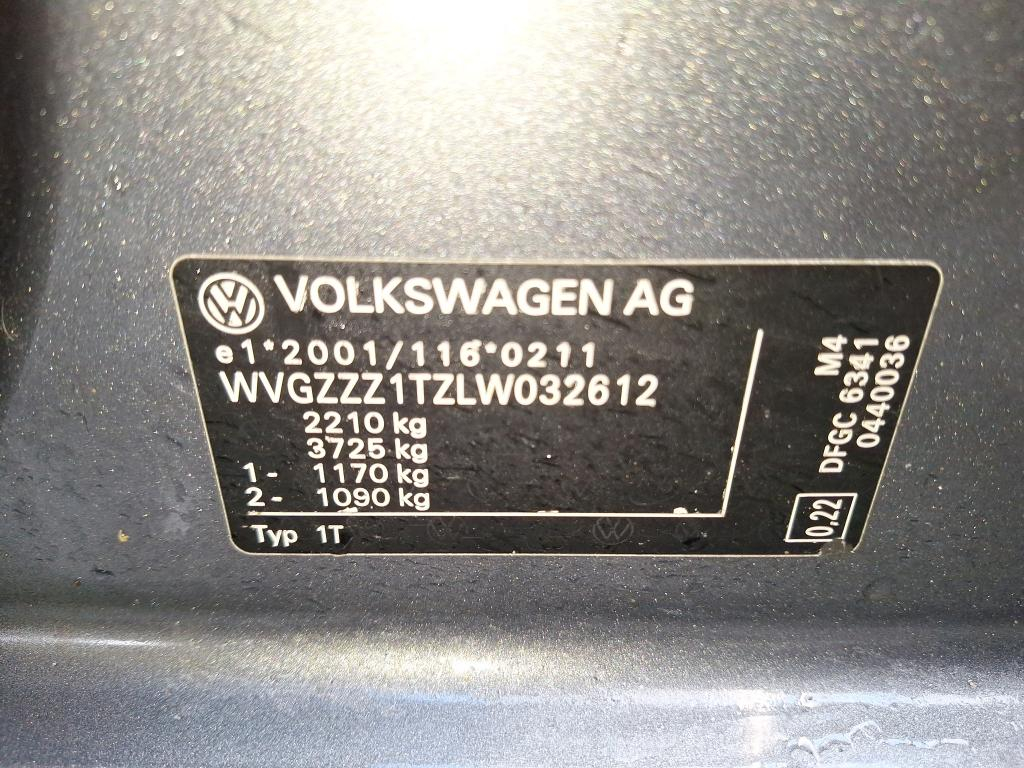 VOLKSWAGEN AG
e1*2001/116*0211
WVGZZZ1TZLW032612
2210 kg
3725 kg
1- 1170 kg
2- 1090 kg
Typ 1T
M4
DFGC 6341
0440036
0,22